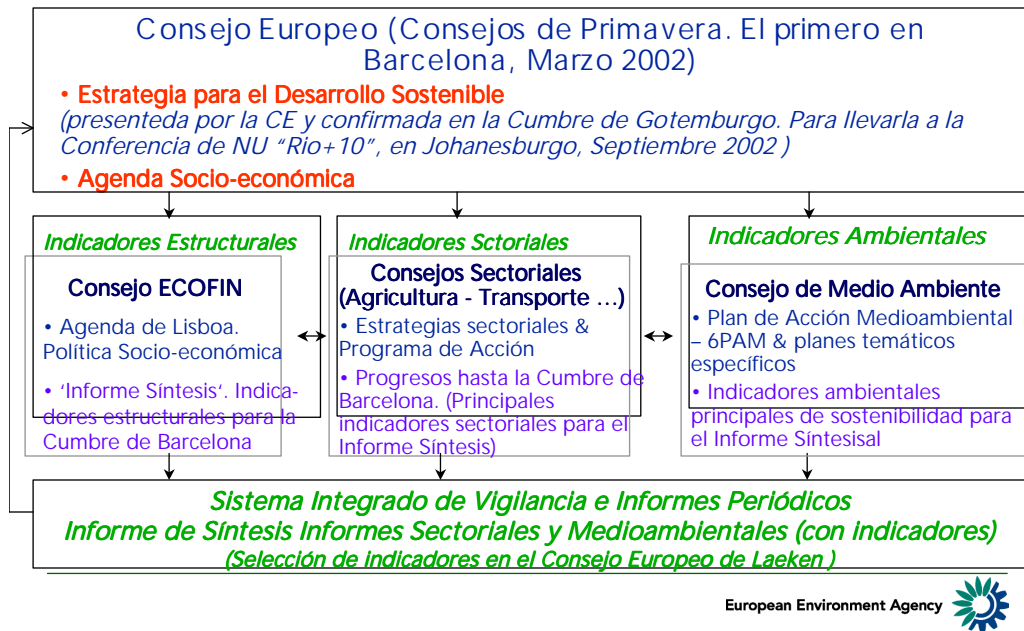 Consejo Europeo (Consejos de Primavera. El primero en
Barcelona, Marzo 2002)
• Estrategia para el Desarrollo Sostenible
(presenteda por la CE y confirmada en la Cumbre de Gotemburgo. Para llevarla a la
Conferencia de NU “Rio+10”, en Johanesburgo, Septiembre 2002 )
• Agenda Socio-económica
Indicadores Estructurales
Consejo ECOFIN
• Agenda de Lisboa.
Política Socio-económica
• ‘Informe Síntesis‘. Indica-
dores estructurales para la
Cumbre de Barcelona
Indicadores Sctoriales
Consejos Sectoriales
(Agricultura - Transporte …)
• Estrategias sectoriales &
Programa de Acción
• Progresos hasta la Cumbre de
Barcelona. (Principales
indicadores sectoriales para el
Informe Síntesis)
Indicadores Ambientales
Consejo de Medio Ambiente
• Plan de Acción Medioambiental
– 6PAM & planes temáticos
específicos
• Indicadores ambientales
principales de sostenibilidad para
el Informe Síntesisal
Sistema Integrado de Vigilancia e Informes Periódicos
Informe de Síntesis Informes Sectoriales y Medioambientales (con indicadores)
(Selección de indicadores en el Consejo Europeo de Laeken )
European Environment Agency